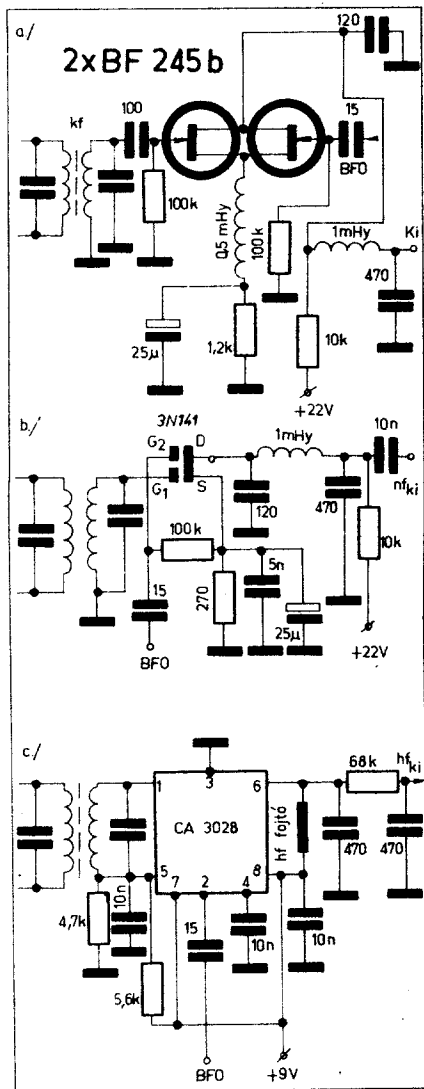 a/
2xBF 245b
120
kf
100
15
BFO
100k
0,5 mHy
100k
1mHy
Ki
470
25µ
1,2k
10k
+22V
b/
3N141
G2
D
1mHy
10n
G1
S
nf ki
100k
120
470
10k
15
270
5n
25µ
BFO
+22V
c/
hf ki
68k
1
3
6
CA 3028
hf fojtó
470
470
5
7
2
4
8
10n
4,7k
15
10n
10n
5,6k
BFO
+9V